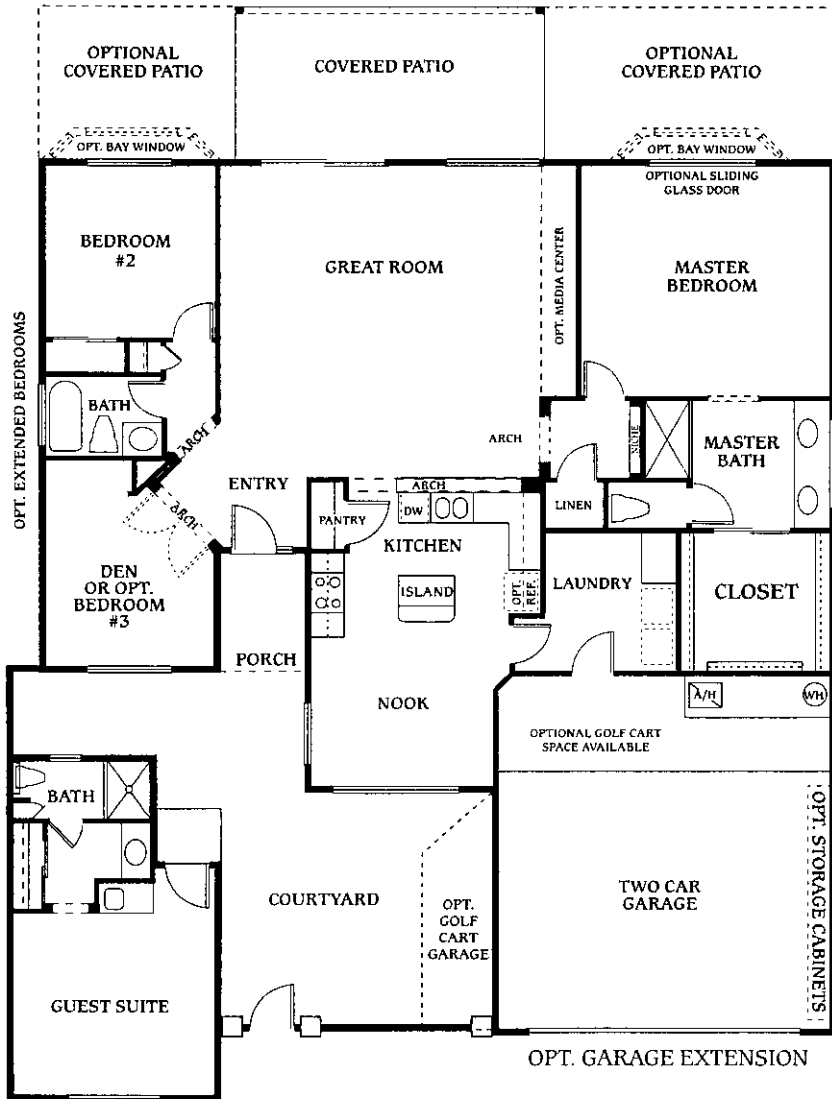 OPTIONAL
COVERED PATIO
COVERED PATIO
OPTIONAL
COVERED PATIO
OPT. BAY WINDOW
OPT. BAY WINDOW
OPTIONAL SLIDING
GLASS DOOR
BEDROOM
#2
GREAT ROOM
OPT. MEDIA CENTER
MASTER
BEDROOM
OPT. EXTENDED BEDROOMS
BATH
ARCH
ARCH
NICHE
MASTER
BATH
ENTRY
ARCH
LINEN
ARCH
PANTRY
DW
KITCHEN
DEN
OR OPT.
BEDROOM
#3
ISLAND
OPT.
REF.
LAUNDRY
CLOSET
PORCH
NOOK
A/H
WH
OPTIONAL GOLF CART
SPACE AVAILABLE
BATH
OPT. STORAGE CABINETS
COURTYARD
OPT.
GOLF
CART
GARAGE
TWO CAR
GARAGE
GUEST SUITE
OPT. GARAGE EXTENSION